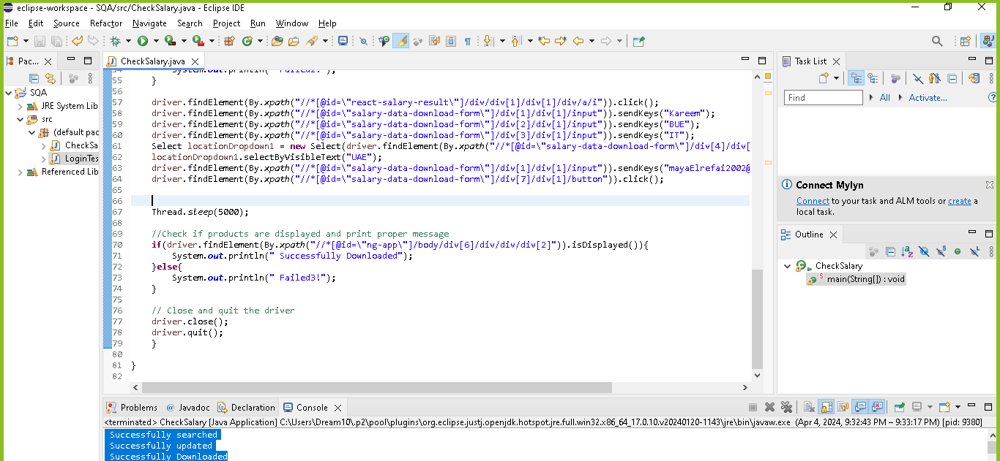 eclipse-workspace - SQA/src/CheckSalary.java - Eclipse IDE
File Edit Source Refactor Navigate Search Project Run Window Help
Pac...
CheckSalary.java
Task List
SQA
JRE System Lib
src
(default pac
CheckSa
LoginTes
Referenced Lib
55 }
56
57 driver.findElement(By.xpath("//*[@id=\"react-salary-result\"]/div/div[1]/div[1]/div/a/i")).click();
58 driver.findElement(By.xpath("//*[@id=\"salary-data-download-form\"]/div[1]/div[1]/input")).sendKeys("Kareem");
59 driver.findElement(By.xpath("//*[@id=\"salary-data-download-form\"]/div[2]/div[1]/input")).sendKeys("BUE");
60 driver.findElement(By.xpath("//*[@id=\"salary-data-download-form\"]/div[3]/div[1]/input")).sendKeys("IT");
61 Select locationDropdown1 = new Select(driver.findElement(By.xpath("//*[@id=\"salary-data-download-form\"]/div[4]/div[
62 locationDropdown1.selectByVisibleText("UAE");
63 driver.findElement(By.xpath("//*[@id=\"salary-data-download-form\"]/div[5]/div[1]/input")).sendKeys("mayaElrefai2002@
64 driver.findElement(By.xpath("//*[@id=\"salary-data-download-form\"]/div[7]/div[1]/button")).click();
65
66
67 Thread.sleep(5000);
68
69 //Check if products are displayed and print proper message
70 if(driver.findElement(By.xpath("//*[@id=\"ng-app\"]/body/div[6]/div/div/div[2]")).isDisplayed()){
71 System.out.println(" Successfully Downloaded");
72 }else{
73 System.out.println(" Failed3!");
74 }
75
76 // Close and quit the driver
77 driver.close();
78 driver.quit();
79 }
80
81 }
82
Find
All
Activate...
Connect Mylyn
Connect to your task and ALM tools or create a
local task.
Outline
CheckSalary
main(String[]) : void
Problems @ Javadoc Declaration Console
<terminated> CheckSalary [Java Application] C:\Users\Dream10\.p2\pool\plugins\org.eclipse.justj.openjdk.hotspot.jre.full.win32.x86_64_17.0.10.v20240120-1143\jre\bin\javaw.exe (Apr 4, 2024, 9:32:43 PM – 9:33:17 PM) [pid: 9380]
Successfully searched
Successfully updated
Successfully Downloaded